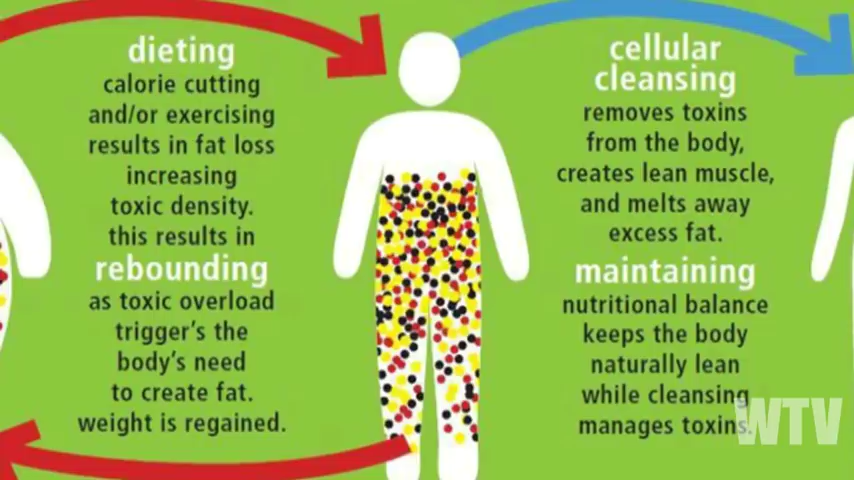 dieting
calorie cutting
and/or exercising
results in fat loss
increasing
toxic density.
this results in
rebounding
as toxic overload
trigger's the
body's need
to create fat.
weight is regained.
cellular
cleansing
removes toxins
from the body,
creates lean muscle,
and melts away
excess fat.
maintaining
nutritional balance
keeps the body
naturally lean
while cleansing
manages toxins.
WTV